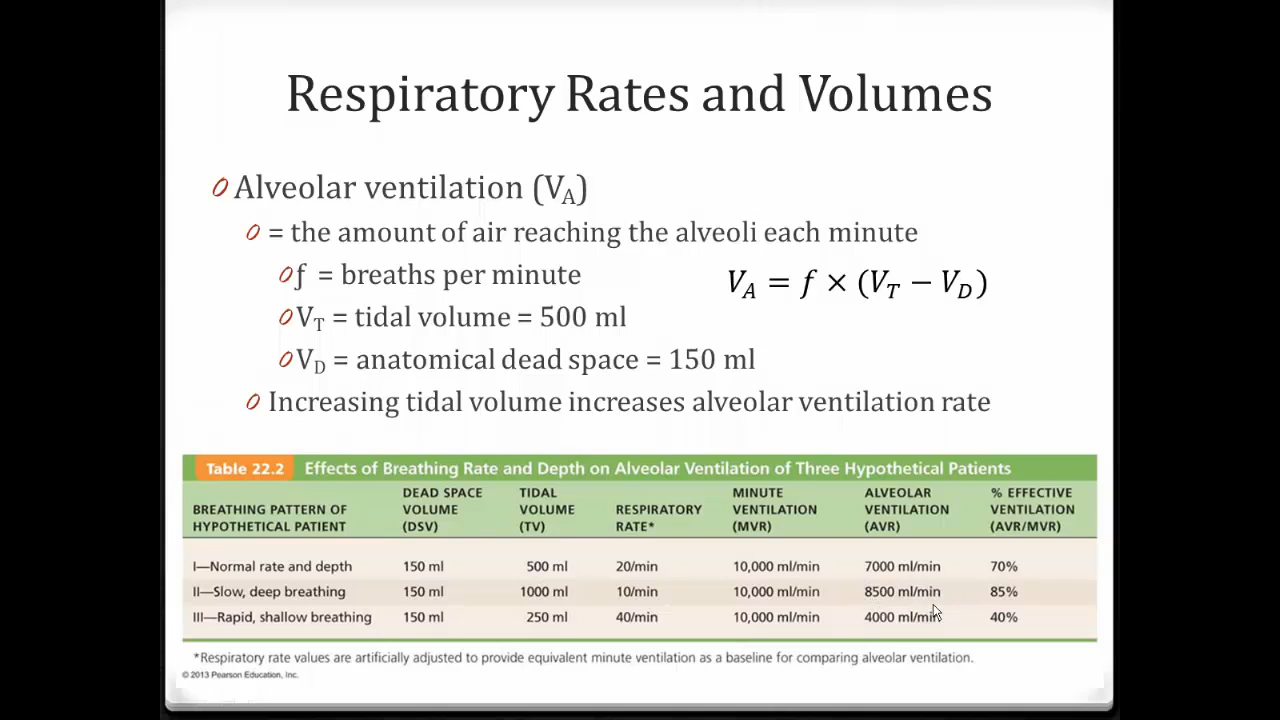 Respiratory Rates and Volumes
Alveolar ventilation (VA)
= the amount of air reaching the alveoli each minute
f = breaths per minute
VA = f × (VT − VD)
VT = tidal volume = 500 ml
VD = anatomical dead space = 150 ml
Increasing tidal volume increases alveolar ventilation rate
Table 22.2 Effects of Breathing Rate and Depth on Alveolar Ventilation of Three Hypothetical Patients
BREATHING PATTERN OF HYPOTHETICAL PATIENT DEAD SPACE VOLUME (DSV) TIDAL VOLUME (TV) RESPIRATORY RATE* MINUTE VENTILATION (MVR) ALVEOLAR VENTILATION (AVR) % EFFECTIVE VENTILATION (AVR/MVR)
I—Normal rate and depth 150 ml 500 ml 20/min 10,000 ml/min 7000 ml/min 70%
II—Slow, deep breathing 150 ml 1000 ml 10/min 10,000 ml/min 8500 ml/min 85%
III—Rapid, shallow breathing 150 ml 250 ml 40/min 10,000 ml/min 4000 ml/min 40%
*Respiratory rate values are artificially adjusted to provide equivalent minute ventilation as a baseline for comparing alveolar ventilation.
© 2013 Pearson Education, Inc.